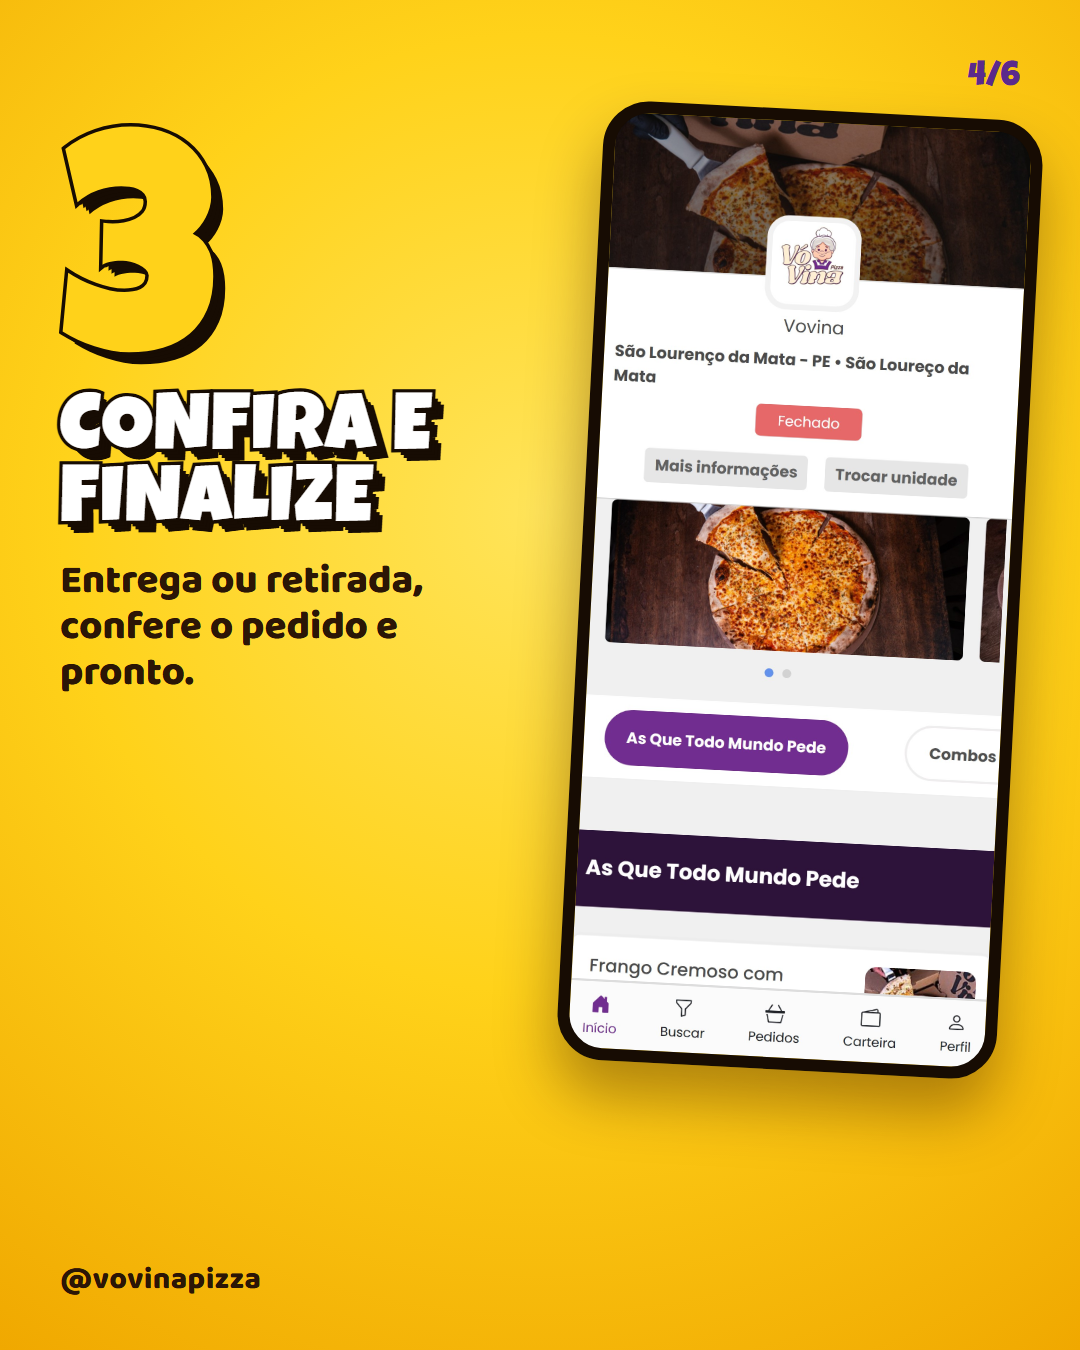 4/6
3
CONFIRA E
FINALIZE
Entrega ou retirada,
confere o pedido e
pronto.
Vó
Vina
Pizza
Vovina
São Lourenço da Mata - PE • São Loureço da
Mata
Fechado
Mais informações
Trocar unidade
As Que Todo Mundo Pede
Combos
As Que Todo Mundo Pede
Frango Cremoso com
Início
Buscar
Pedidos
Carteira
Perfil
@vovinapizza